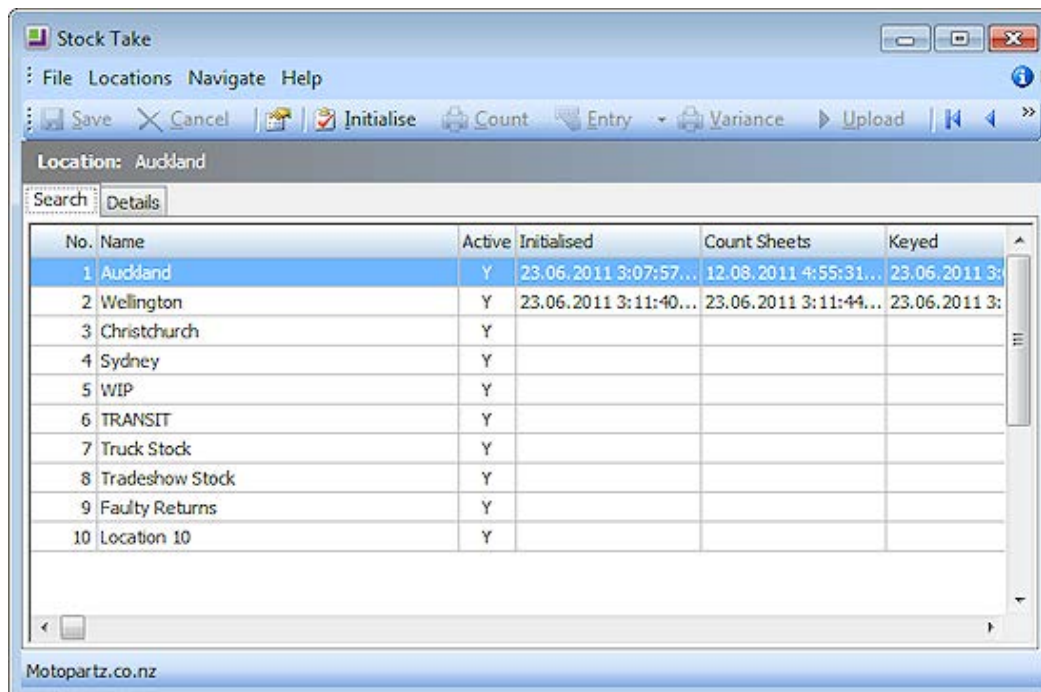 Stock Take
File Locations Navigate Help
Save Cancel Initialise Count Entry Variance Upload
Location: Auckland
Search Details
No. Name Active Initialised Count Sheets Keyed
1 Auckland Y 23.06.2011 3:07:57... 12.08.2011 4:55:31... 23.06.2011 3:
2 Wellington Y 23.06.2011 3:11:40... 23.06.2011 3:11:44... 23.06.2011 3:
3 Christchurch Y
4 Sydney Y
5 WIP Y
6 TRANSIT Y
7 Truck Stock Y
8 Tradeshow Stock Y
9 Faulty Returns Y
10 Location 10 Y
Motopartz.co.nz